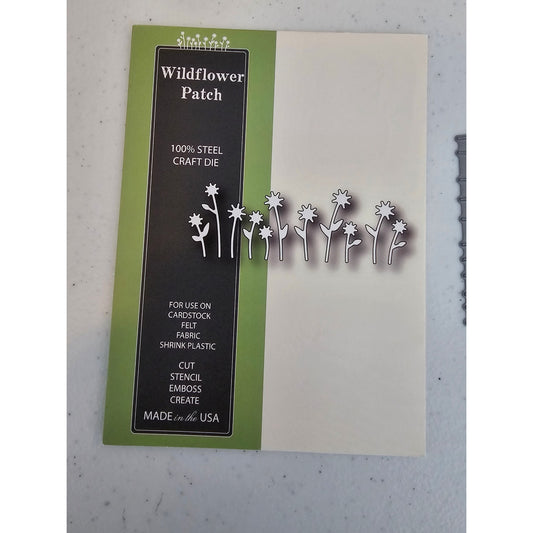 Wildflower
Patch
100% STEEL
CRAFT DIE
FOR USE ON
CARDSTOCK
FELT
FABRIC
SHRINK PLASTIC
CUT
STENCIL
EMBOSS
CREATE
MADE in the USA